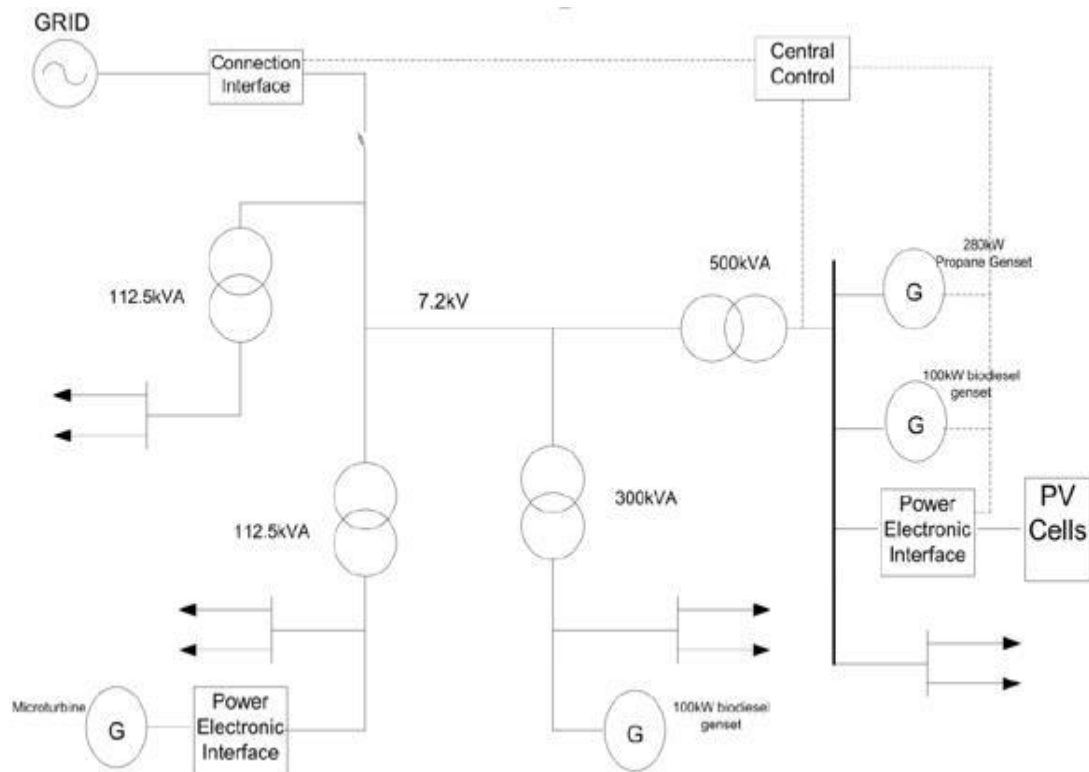 GRID
Connection
Interface
Central
Control
280kW
Propane Genset
500kVA
G
112.5kVA
7.2kV
100kW biodiesel
genset
G
300kVA
112.5kVA
Power
Electronic
Interface
PV
Cells
Microturbine
G
Power
Electronic
Interface
100kW biodiesel
genset
G